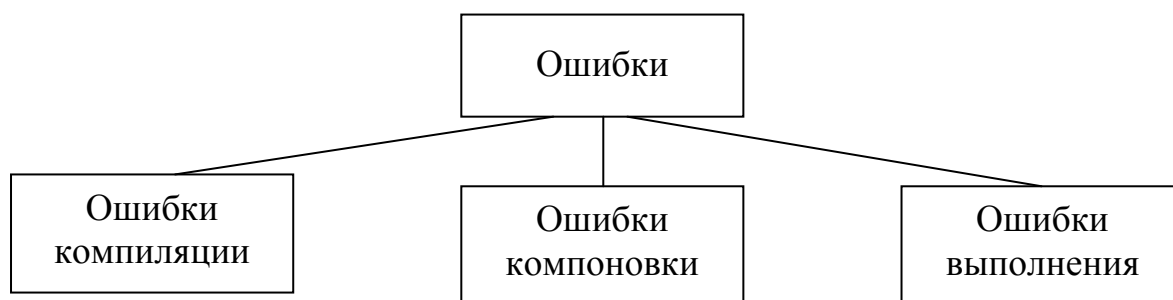 Ошибки
Ошибки
компиляции
Ошибки
компоновки
Ошибки
выполнения